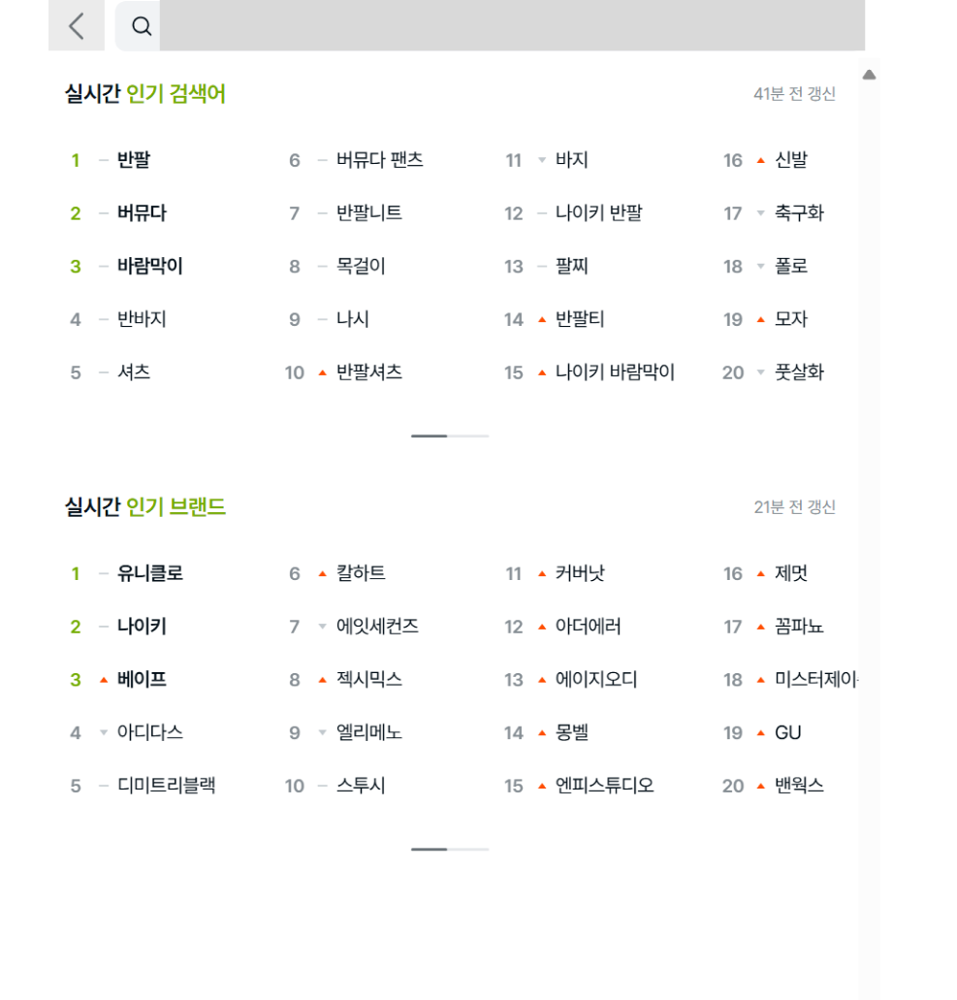 실시간 인기 검색어
41분 전 갱신
1 반팔
2 버뮤다
3 바람막이
4 반바지
5 셔츠
6 버뮤다 팬츠
7 반팔니트
8 목걸이
9 나시
10 반팔셔츠
11 바지
12 나이키 반팔
13 팔찌
14 반팔티
15 나이키 바람막이
16 신발
17 축구화
18 폴로
19 모자
20 풋살화
실시간 인기 브랜드
21분 전 갱신
1 유니클로
2 나이키
3 베이프
4 아디다스
5 디미트리블랙
6 칼하트
7 에잇세컨즈
8 젝시믹스
9 엘리메노
10 스투시
11 커버낫
12 아더에러
13 에이지오디
14 몽벨
15 엔피스튜디오
16 제멋
17 꼼파뇨
18 미스터제이
19 GU
20 밴웍스